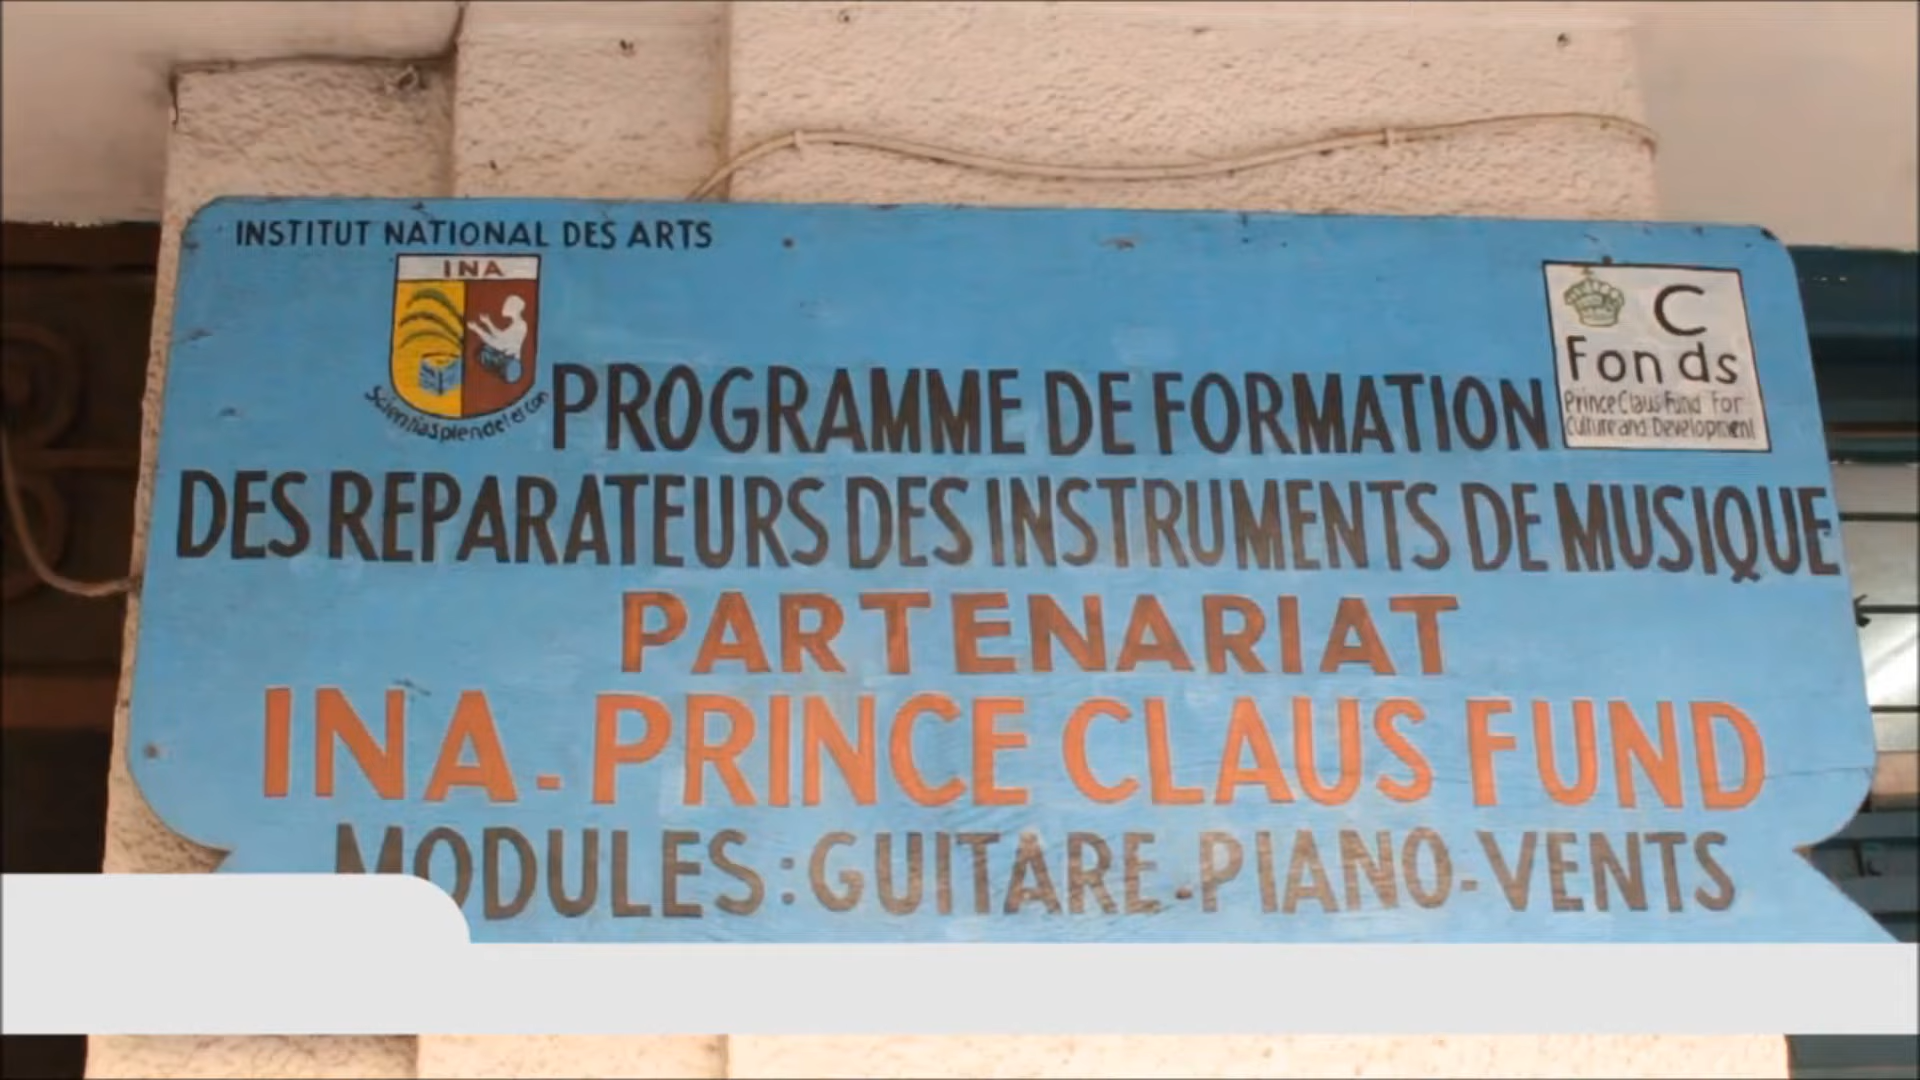 INSTITUT NATIONAL DES ARTS
INA
C
Fonds
Prince Claus Fund For
Culture and Development
PROGRAMME DE FORMATION
DES REPARATEURS DES INSTRUMENTS DE MUSIQUE
PARTENARIAT
INA-PRINCE CLAUS FUND
MODULES : GUITARE-PIANO-VENTS